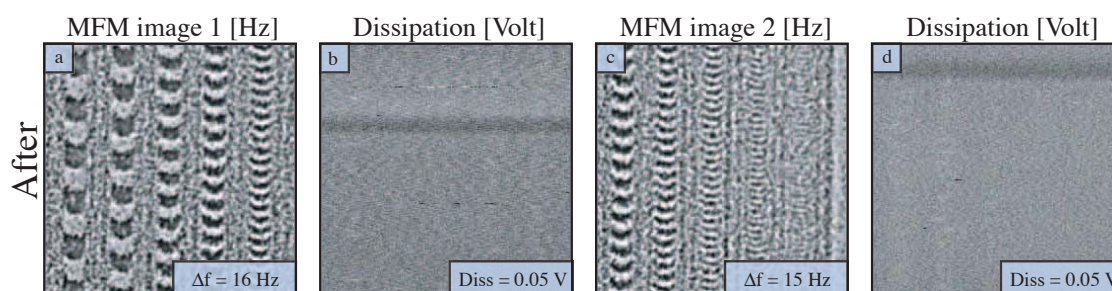 MFM image 1 [Hz]
Dissipation [Volt]
MFM image 2 [Hz]
Dissipation [Volt]
After
a
b
c
d
Δf = 16 Hz
Diss = 0.05 V
Δf = 15 Hz
Diss = 0.05 V